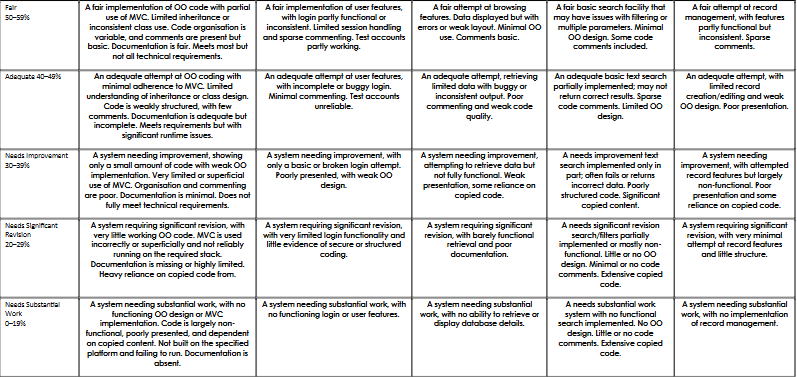 Fair
50–59%
A fair implementation of OO code with partial
use of MVC. Limited inheritance or
inconsistent class use. Code organisation is
variable, and comments are present but
basic. Documentation is fair. Meets most but
not all technical requirements.
A fair implementation of user features,
with login partly functional or
inconsistent. Limited session handling
and sparse commenting. Test accounts
partly working.
A fair attempt at browsing
features. Data displayed but with
errors or weak layout. Minimal OO
use. Comments basic.
A fair basic search facility that
may have issues with filtering or
multiple parameters. Minimal
OO design. Some code
comments included.
A fair attempt at record
management, with features
partly functional but
inconsistent. Sparse
comments.
Adequate 40–49%
An adequate attempt at OO coding with
minimal adherence to MVC. Limited
understanding of inheritance or class design.
Code is weakly structured, with few
comments. Documentation is adequate but
incomplete. Meets requirements but with
significant runtime issues.
An adequate attempt at user features,
with incomplete or buggy login.
Minimal commenting. Test accounts
unreliable.
An adequate attempt, retrieving
limited data with buggy or
inconsistent output. Poor
commenting and weak code
quality.
An adequate basic text search
partially implemented; may not
return correct results. Sparse
code comments. Limited OO
design.
An adequate attempt, with
limited record
creation/editing and weak
OO design. Poor presentation.
Needs Improvement
30–39%
A system needing improvement, showing
only a small amount of code with weak OO
implementation. Very limited or superficial
use of MVC. Organisation and commenting
are poor. Documentation is minimal. Does
not fully meet technical requirements.
A system needing improvement, with
only a basic or broken login attempt.
Poorly presented, with weak OO
design.
A system needing improvement,
attempting to retrieve data but
not fully functional. Weak
presentation, some reliance on
copied code.
A needs improvement text
search implemented only in
part; often fails or returns
incorrect data. Poorly
structured code. Significant
copied content.
A system needing
improvement, with attempted
record features but largely
non-functional. Poor
presentation and some
reliance on copied code.
Needs Significant
Revision
20–29%
A system requiring significant revision, with
very little working OO code. MVC is used
incorrectly or superficially and not reliably
running on the required stack.
Documentation is missing or highly limited.
Heavy reliance on copied code from.
A system requiring significant revision,
with very limited login functionality and
little evidence of secure or structured
coding.
A system requiring significant
revision, with barely functional
retrieval and poor
documentation.
A needs significant revision
search/filters partially
implemented or mostly non-
functional. Little or no OO
design. Minimal or no code
comments. Extensive copied
code.
A system requiring significant
revision, with very minimal
attempt at record features
and little structure.
Needs Substantial
Work
0–19%
A system needing substantial work, with no
functioning OO design or MVC
implementation. Code is largely non-
functional, poorly presented, and dependent
on copied content. Not built on the specified
platform and failing to run. Documentation is
absent.
A system needing substantial work, with
no functioning login or user features.
A system needing substantial
work, with no ability to retrieve or
display database details.
A needs substantial work
system with no functional
search implemented. No OO
design. Little or no code
comments. Extensive copied
code.
A system needing substantial
work, with no implementation
of record management.